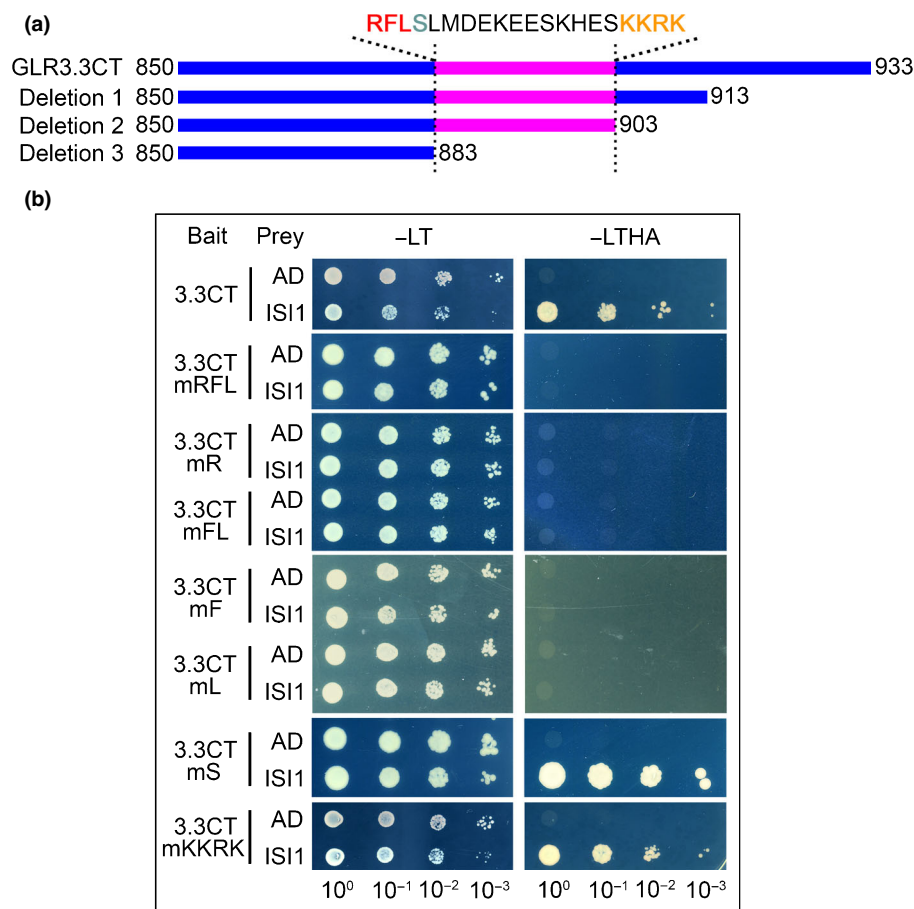 (a)
RFLSLMDEKEESKHESKKRK
GLR3.3CT 850 933
Deletion 1 850 913
Deletion 2 850 903
Deletion 3 850 883
(b)
Bait Prey –LT –LTHA
3.3CT
AD
ISI1
3.3CT
mRFL
AD
ISI1
3.3CT
mR
AD
ISI1
3.3CT
mFL
AD
ISI1
3.3CT
mF
AD
ISI1
3.3CT
mL
AD
ISI1
3.3CT
mS
AD
ISI1
3.3CT
mKKRK
AD
ISI1
10⁰ 10⁻¹ 10⁻² 10⁻³ 10⁰ 10⁻¹ 10⁻² 10⁻³